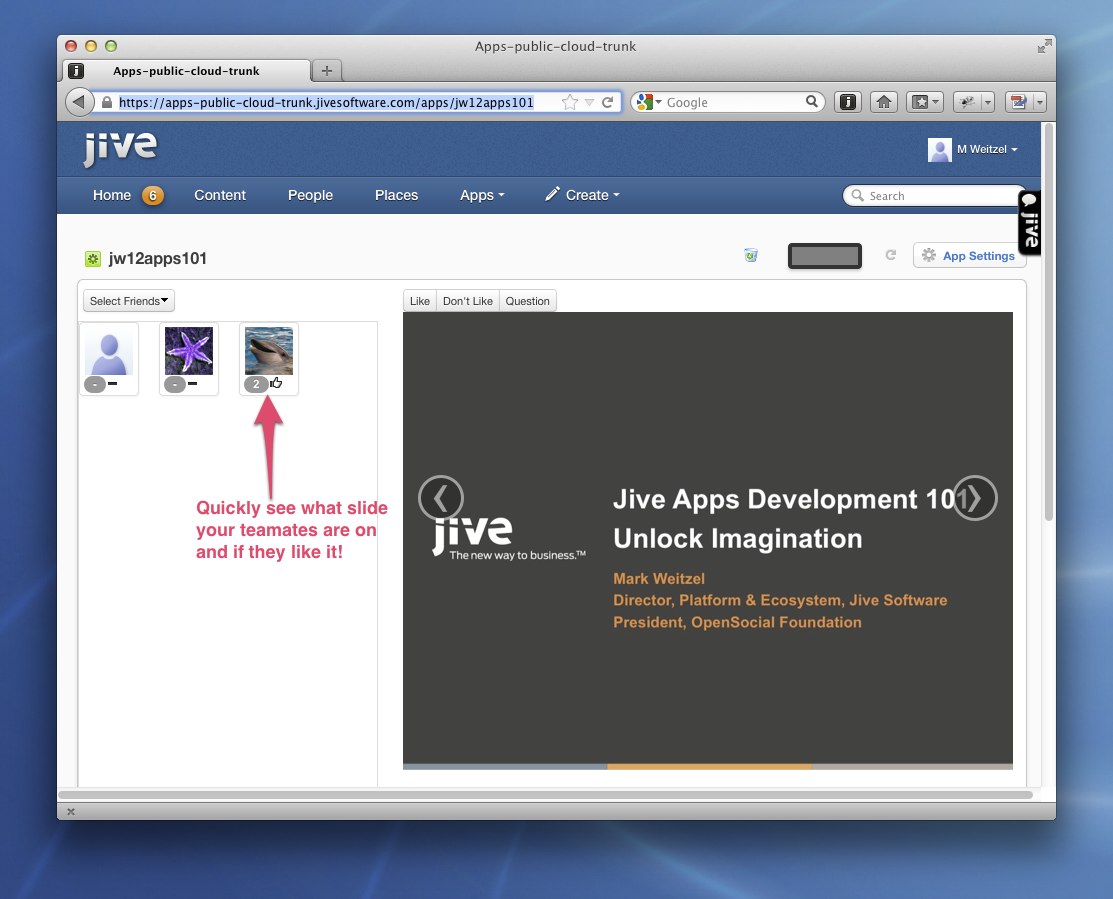 Apps-public-cloud-trunk
Apps-public-cloud-trunk
https://apps-public-cloud-trunk.jivesoftware.com/apps/jw12apps101
Google
jive
M Weitzel
Home 6 Content People Places Apps Create
Search
jive
jw12apps101
App Settings
Select Friends
Like Don't Like Question
- - 2
Quickly see what slide
your teamates are on
and if they like it!
Jive Apps Development 101
Unlock Imagination
jive
The new way to business.™
Mark Weitzel
Director, Platform & Ecosystem, Jive Software
President, OpenSocial Foundation